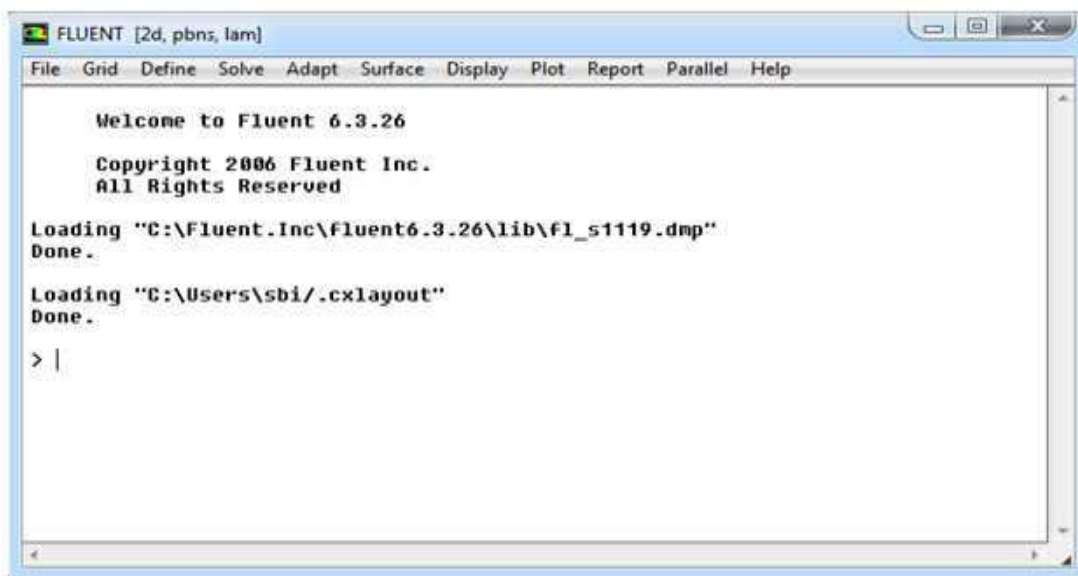 FLUENT [2d, pbns, lam]
File Grid Define Solve Adapt Surface Display Plot Report Parallel Help
Welcome to Fluent 6.3.26
Copyright 2006 Fluent Inc.
All Rights Reserved
Loading "C:\Fluent.Inc\fluent6.3.26\lib\fl_s1119.dmp"
Done.
Loading "C:\Users\sbi/.cxlayout"
Done.
> |